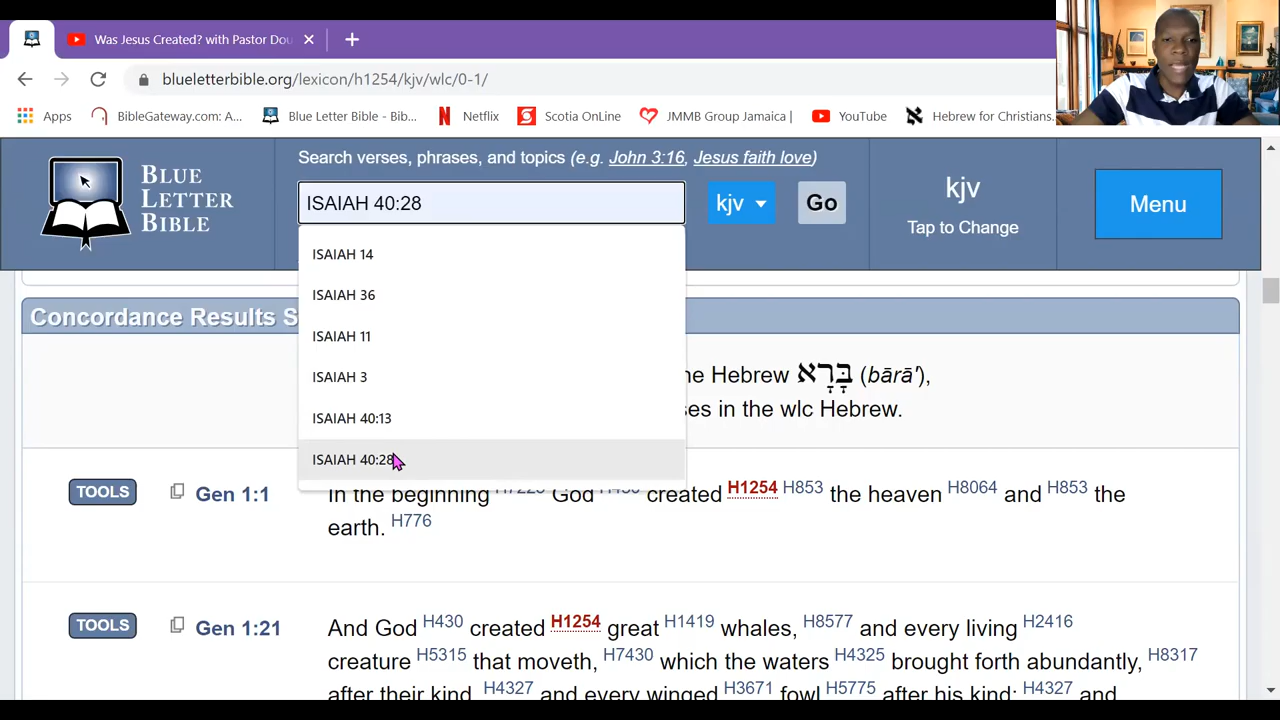 Was Jesus Created? with Pastor Dou
blueletterbible.org/lexicon/h1254/kjv/wlc/0-1/
Apps
BibleGateway.com: A...
Blue Letter Bible - Bib...
Netflix
Scotia OnLine
JMMB Group Jamaica |
YouTube
Hebrew for Christians.
BLUE
LETTER
BIBLE
Search verses, phrases, and topics (e.g. John 3:16, Jesus faith love)
ISAIAH 40:28
kjv
Go
kjv
Tap to Change
Menu
ISAIAH 14
ISAIAH 36
ISAIAH 11
ISAIAH 3
ISAIAH 40:13
ISAIAH 40:28
Concordance Results S
e Hebrew בָּרָא (bārā'),
ses in the wlc Hebrew.
TOOLS
Gen 1:1
In the beginning H7225 God H430 created H1254 H853 the heaven H8064 and H853 the
earth. H776
TOOLS
Gen 1:21
And God H430 created H1254 great H1419 whales, H8577 and every living H2416
creature H5315 that moveth, H7430 which the waters H4325 brought forth abundantly, H8317
after their kind, H4327 and every winged H3671 fowl H5775 after his kind: H4327 and